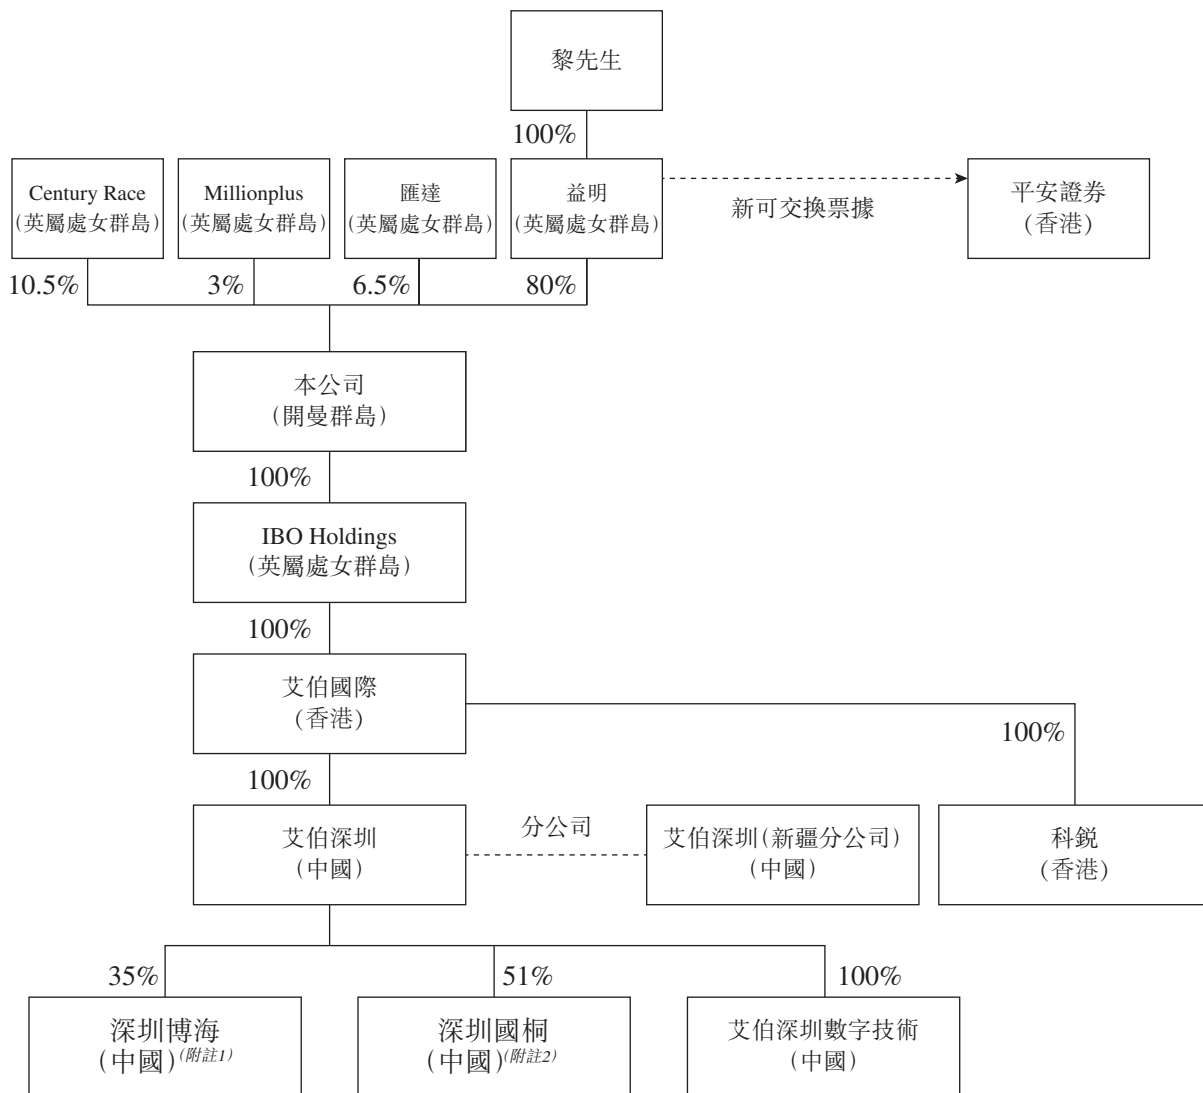 黎先生
100%
Century Race
(英屬處女群島)
Millionplus
(英屬處女群島)
匯達
(英屬處女群島)
益明
(英屬處女群島)
新可交換票據
平安證券
(香港)
10.5%
3%
6.5%
80%
本公司
(開曼群島)
100%
IBO Holdings
(英屬處女群島)
100%
艾伯國際
(香港)
100%
100%
艾伯深圳
(中國)
分公司
艾伯深圳(新疆分公司)
(中國)
科銳
(香港)
35%
51%
100%
深圳博海
(中國)(附註1)
深圳國桐
(中國)(附註2)
艾伯深圳數字技術
(中國)